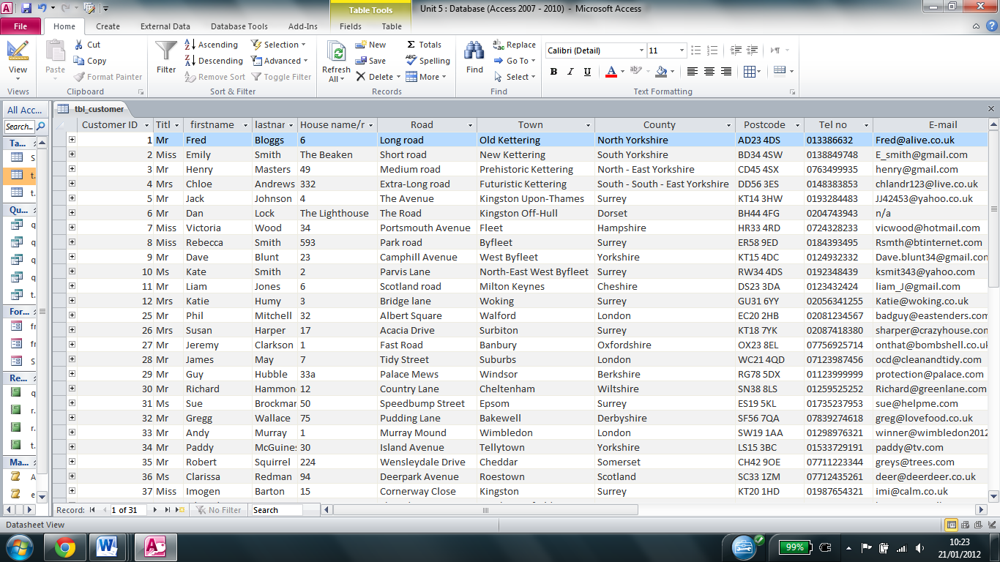 Table Tools
Unit 5 : Database (Access 2007 - 2010) - Microsoft Access
File Home Create External Data Database Tools Add-Ins Fields Table
View
Views
Paste
Cut
Copy
Format Painter
Clipboard
Filter
Ascending
Descending
Remove Sort
Selection
Advanced
Toggle Filter
Sort & Filter
Refresh All
New
Save
Delete
Totals
Spelling
More
Records
Find
Replace
Go To
Select
Find
Calibri (Detail) 11
B I U
Text Formatting
All Acc...
Search..
Ta...
S
t.
t.
Qu...
q
q
q
q
t.
For...
fr
fr
S
Re...
q
r.
r.
t.
Ma...
A
e
tbl_customer
Customer ID Titl firstname lastnar House name/r Road Town County Postcode Tel no E-mail
1 Mr Fred Bloggs 6 Long road Old Kettering North Yorkshire AD23 4DS 013386632 Fred@alive.co.uk
2 Miss Emily Smith The Beaken Short road New Kettering South Yorkshire BD34 4SW 0138849748 E_smith@gmail.com
3 Mr Henry Masters 49 Medium road Prehistoric Kettering North - East Yorkshire CD45 4SX 0763499935 henry@gmail.com
4 Mrs Chloe Andrews 332 Extra-Long road Futuristic Kettering South - South - East Yorkshire DD56 3ES 0148383853 chlandr123@live.co.uk
5 Mr Jack Johnson 4 The Avenue Kingston Upon-Thames Surrey KT14 3HW 0193284483 JJ42453@yahoo.co.uk
6 Mr Dan Lock The Lighthouse The Road Kingston Off-Hull Dorset BH44 4FG 0204743943 n/a
7 Miss Victoria Wood 34 Portsmouth Avenue Fleet Hampshire HR33 4RD 0724328233 vicwood@hotmail.com
8 Miss Rebecca Smith 593 Park road Byfleet Surrey ER58 9ED 0184393495 Rsmth@btinternet.com
9 Mr Dave Blunt 23 Camphill Avenue West Byfleet Yorkshire KT15 4DC 0124932332 Dave.blunt34@gmail.com
10 Ms Kate Smith 2 Parvis Lane North-East West Byfleet Surrey RW34 4DS 0192348439 ksmit343@yahoo.com
11 Mr Liam Jones 6 Scotland road Milton Keynes Cheshire DS23 3DA 0123432424 liam_J@gmail.com
12 Mrs Katie Humy 3 Bridge lane Woking Surrey GU31 6YY 02056341255 Katie@woking.co.uk
25 Mr Phil Mitchell 32 Albert Square Walford London EC20 2HB 02081234567 badguy@eastenders.com
26 Mrs Susan Harper 17 Acacia Drive Surbiton Surrey KT18 7YK 02087418380 sharper@crazyhouse.com
27 Mr Jeremy Clarkson 1 Fast Road Banbury Oxfordshire OX23 8EL 07756925714 onthat@bombshell.co.uk
28 Mr James May 7 Tidy Street Suburbs London WC21 4QD 07123987456 ocd@cleanandtidy.com
29 Mr Guy Hubble 33a Palace Mews Windsor Berkshire RG78 5DX 01123999999 protection@palace.com
30 Mr Richard Hammon 12 Country Lane Cheltenham Wiltshire SN38 8LS 01259525252 Richard@greenlane.com
31 Ms Sue Brockmar 50 Speedbump Street Epsom Surrey ES19 5KL 01735237953 sue@helpme.com
32 Mr Gregg Wallace 75 Pudding Lane Bakewell Derbyshire SF56 7QA 07839274618 greg@lovefood.co.uk
33 Mr Andy Murray 1 Murray Mound Wimbledon London SW19 1AA 01298976321 winner@wimbledon2012
34 Mr Paddy McGuines 30 Island Avenue Tellytown Yorkshire LS15 3BC 01533729191 paddy@tv.com
35 Mr Robert Squirrel 224 Wensleydale Drive Cheddar Somerset CH42 9OE 07711223344 greys@trees.com
36 Ms Clarissa Redman 94 Deerpark Avenue Roestown Scotland SC33 1ZM 07712435261 deer@deerdeer.co.uk
37 Miss Imogen Barton 15 Cornerway Close Kingston Surrey KT20 1HD 01987654321 imi@calm.co.uk
Record: 1 of 31 No Filter Search
Datasheet View
99%
10:23
21/01/2012